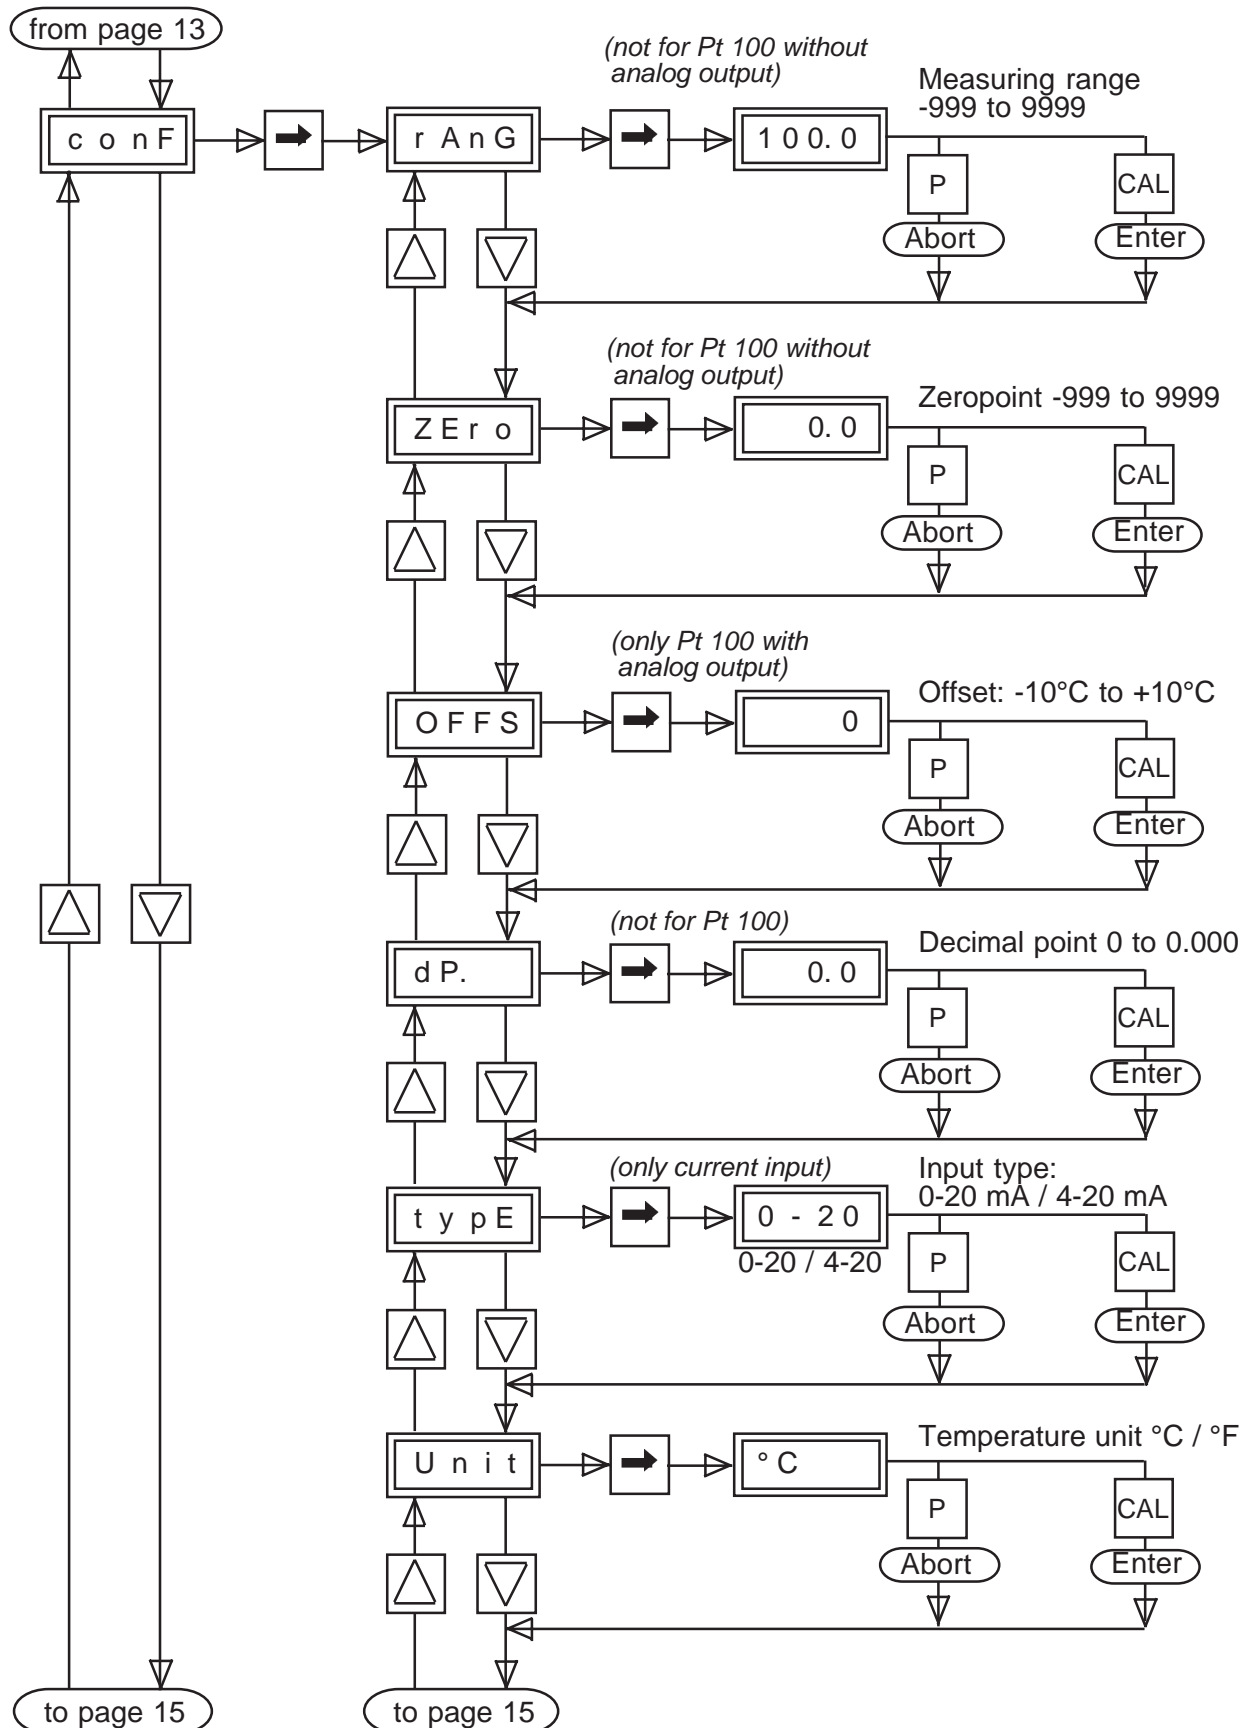 from page 13
(not for Pt 100 without
analog output)
Measuring range
-999 to 9999
c o n F
r A n G
1 0 0. 0
P
CAL
Abort
Enter
(not for Pt 100 without
analog output)
Zeropoint -999 to 9999
Z E r o
0. 0
P
CAL
Abort
Enter
(only Pt 100 with
analog output)
Offset: -10°C to +10°C
O F F S
0
P
CAL
Abort
Enter
(not for Pt 100)
Decimal point 0 to 0.000
d P.
0. 0
P
CAL
Abort
Enter
(only current input)
Input type:
0-20 mA / 4-20 mA
t y p E
0 - 2 0
0-20 / 4-20
P
CAL
Abort
Enter
Temperature unit °C / °F
U n i t
° C
P
CAL
Abort
Enter
to page 15
to page 15